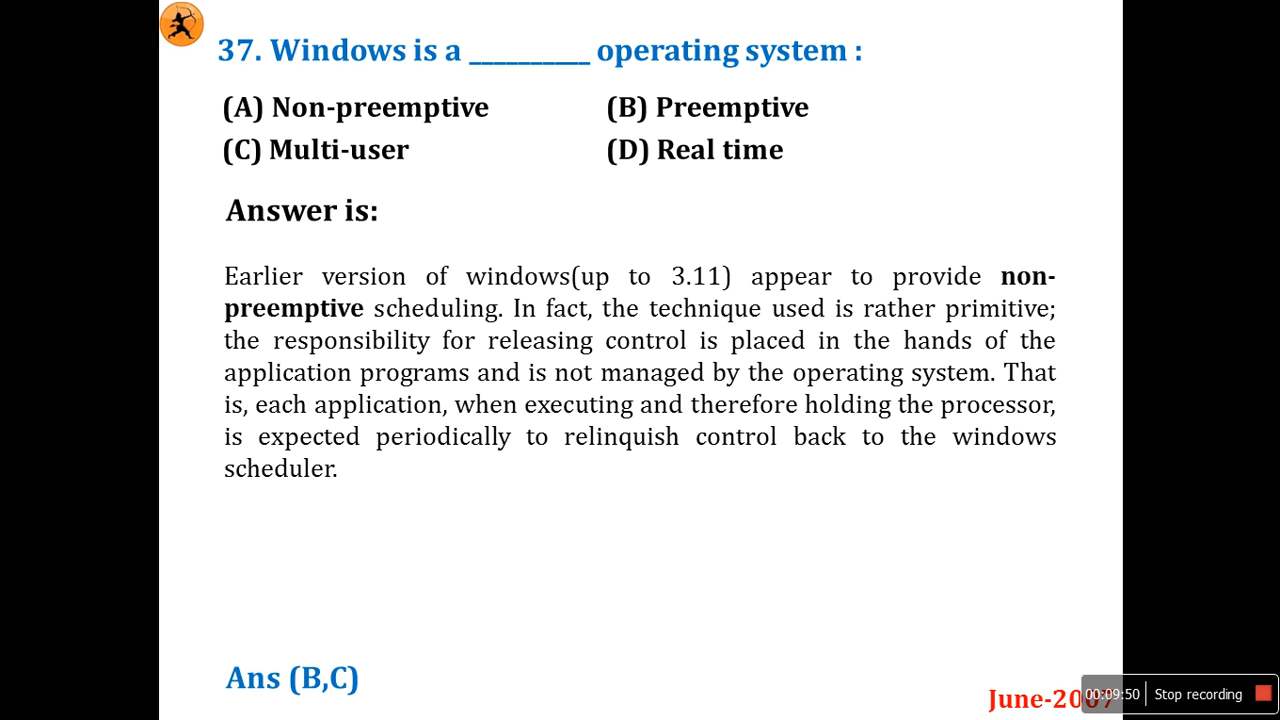 37. Windows is a __________ operating system :
(A) Non-preemptive (B) Preemptive
(C) Multi-user (D) Real time
Answer is:
Earlier version of windows(up to 3.11) appear to provide non-
preemptive scheduling. In fact, the technique used is rather primitive;
the responsibility for releasing control is placed in the hands of the
application programs and is not managed by the operating system. That
is, each application, when executing and therefore holding the processor,
is expected periodically to relinquish control back to the windows
scheduler.
Ans (B,C)
June-2007
00:09:50 Stop recording